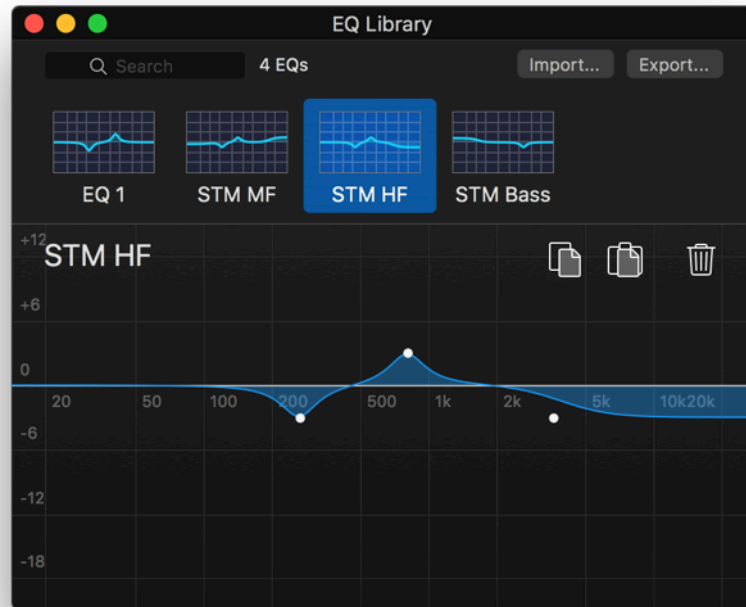 EQ Library
Search
4 EQs
Import...
Export...
EQ 1
STM MF
STM HF
STM Bass
+12
STM HF
+6
0
20 50 100 200 500 1k 2k 5k 10k20k
-6
-12
-18